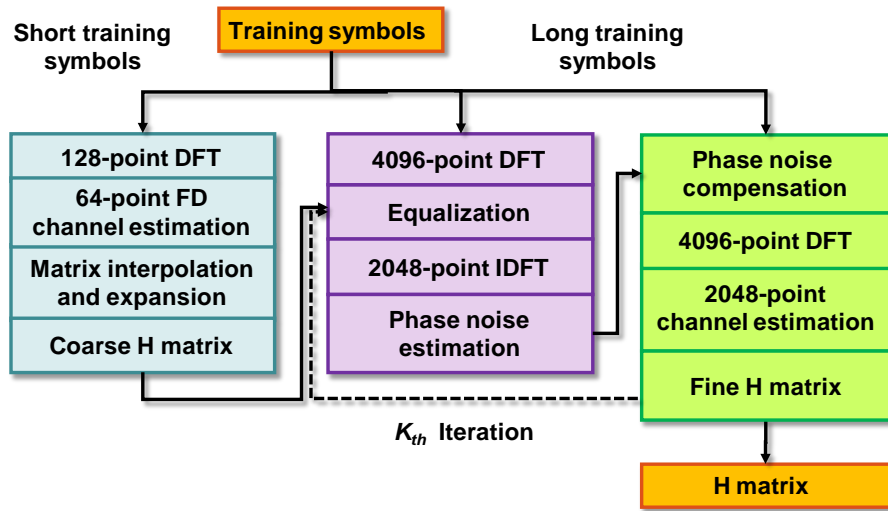 Short training
symbols
Training symbols
Long training
symbols
128-point DFT
64-point FD
channel estimation
Matrix interpolation
and expansion
Coarse H matrix
4096-point DFT
Equalization
2048-point IDFT
Phase noise
estimation
Phase noise
compensation
4096-point DFT
2048-point
channel estimation
Fine H matrix
Kth Iteration
H matrix